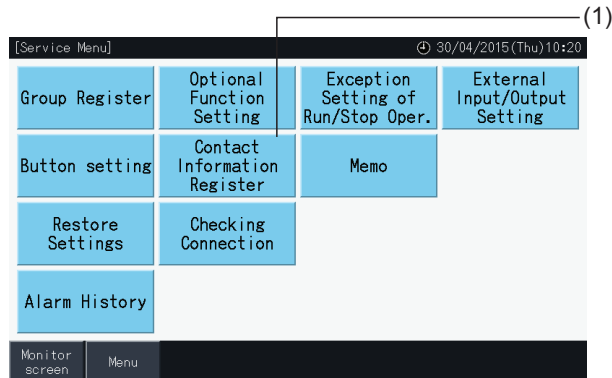 (1)
[Service Menu] 30/04/2015(Thu)10:20
Group Register
Optional
Function
Setting
Exception
Setting of
Run/Stop Oper.
External
Input/Output
Setting
Button setting
Contact
Information
Register
Memo
Restore
Settings
Checking
Connection
Alarm History
Monitor
screen
Menu